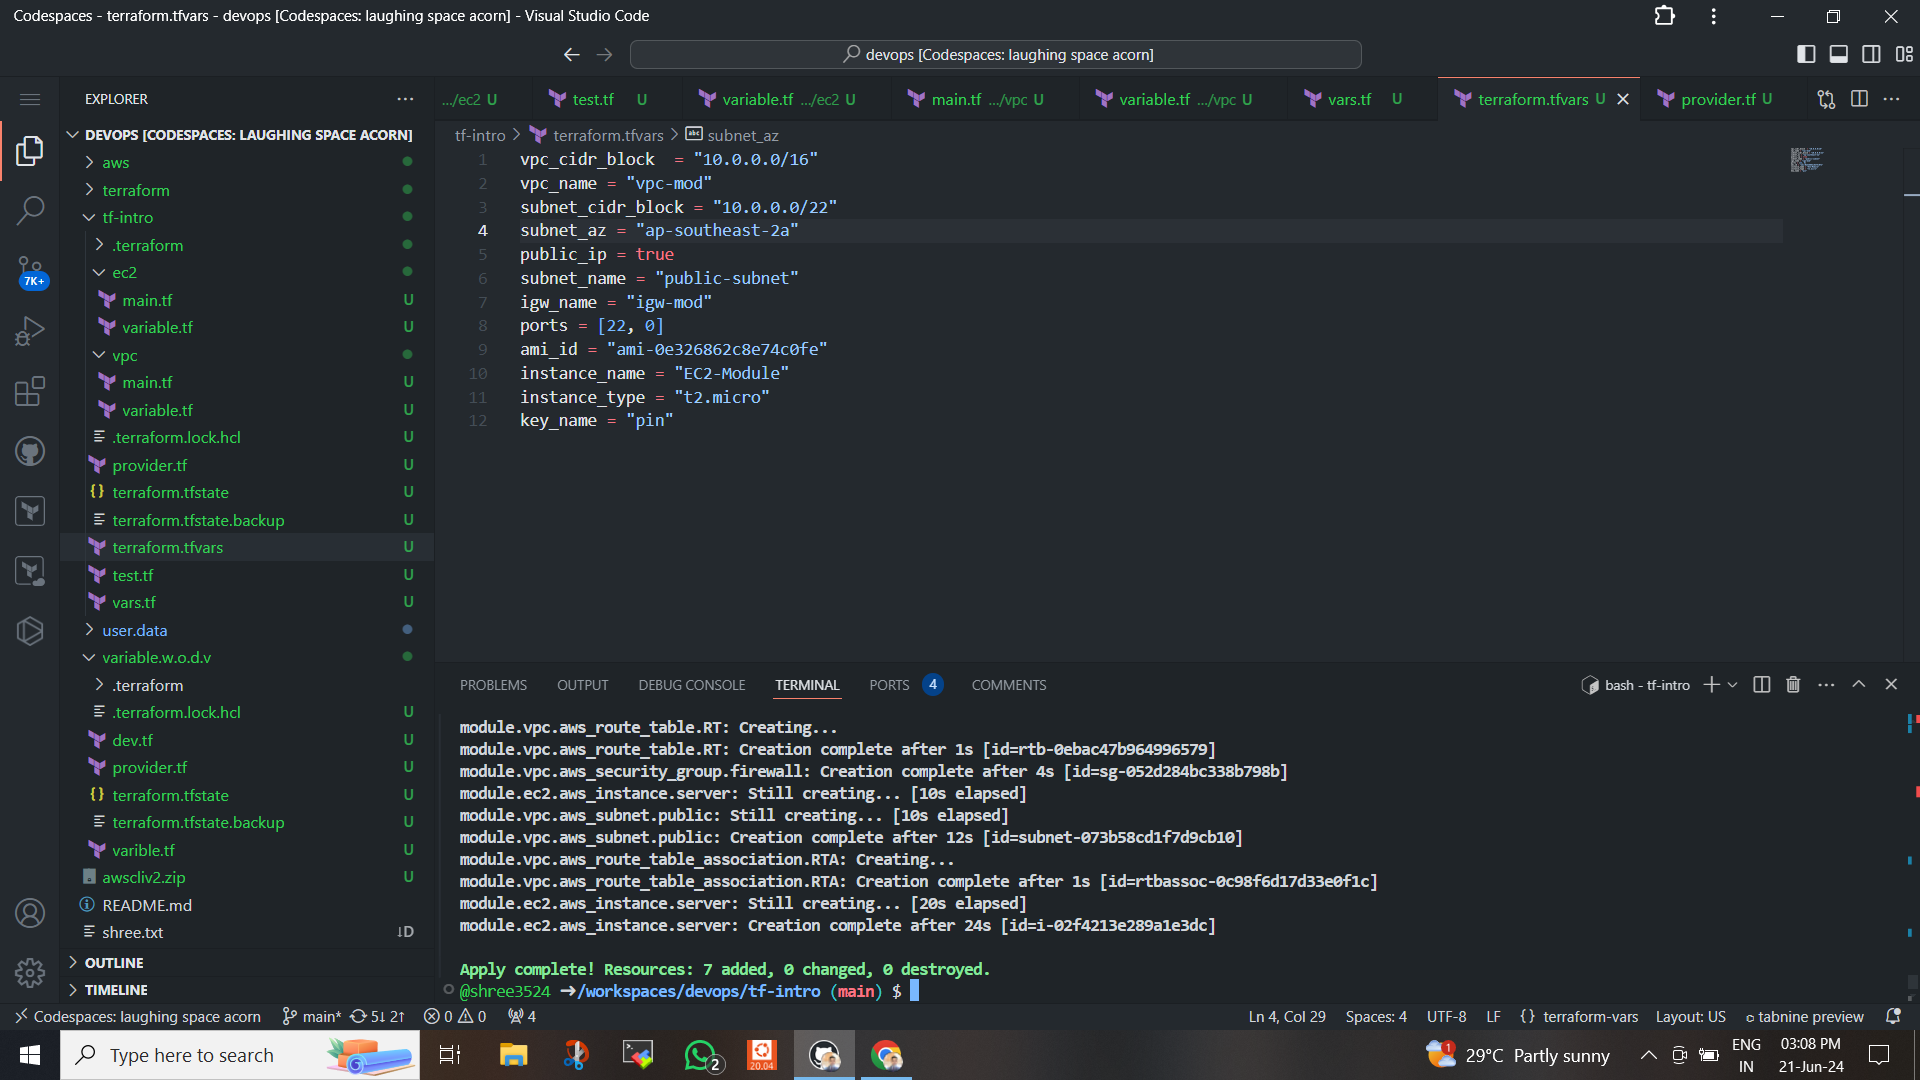 Codespaces - terraform.tfvars - devops [Codespaces: laughing space acorn] - Visual Studio Code
devops [Codespaces: laughing space acorn]
EXPLORER
.../ec2 U
test.tf U
variable.tf .../ec2 U
main.tf .../vpc U
variable.tf .../vpc U
vars.tf U
terraform.tfvars U
provider.tf U
DEVOPS [CODESPACES: LAUGHING SPACE ACORN]
aws
terraform
tf-intro
.terraform
ec2
main.tf U
variable.tf U
vpc
main.tf U
variable.tf U
.terraform.lock.hcl U
provider.tf U
terraform.tfstate U
terraform.tfstate.backup U
terraform.tfvars U
test.tf U
vars.tf U
user.data
variable.w.o.d.v
.terraform
.terraform.lock.hcl U
dev.tf U
provider.tf U
terraform.tfstate U
terraform.tfstate.backup U
varible.tf U
awscliv2.zip U
README.md
shree.txt ↓D
OUTLINE
TIMELINE
7K+
tf-intro > terraform.tfvars > abc subnet_az
1 vpc_cidr_block  = "10.0.0.0/16"
2 vpc_name = "vpc-mod"
3 subnet_cidr_block = "10.0.0.0/22"
4 subnet_az = "ap-southeast-2a"
5 public_ip = true
6 subnet_name = "public-subnet"
7 igw_name = "igw-mod"
8 ports = [22, 0]
9 ami_id = "ami-0e326862c8e74c0fe"
10 instance_name = "EC2-Module"
11 instance_type = "t2.micro"
12 key_name = "pin"
PROBLEMS OUTPUT DEBUG CONSOLE TERMINAL PORTS 4 COMMENTS
bash - tf-intro
module.vpc.aws_route_table.RT: Creating...
module.vpc.aws_route_table.RT: Creation complete after 1s [id=rtb-0ebac47b964996579]
module.vpc.aws_security_group.firewall: Creation complete after 4s [id=sg-052d284bc338b798b]
module.ec2.aws_instance.server: Still creating... [10s elapsed]
module.vpc.aws_subnet.public: Still creating... [10s elapsed]
module.vpc.aws_subnet.public: Creation complete after 12s [id=subnet-073b58cd1f7d9cb10]
module.vpc.aws_route_table_association.RTA: Creating...
module.vpc.aws_route_table_association.RTA: Creation complete after 1s [id=rtbassoc-0c98f6d17d33e0f1c]
module.ec2.aws_instance.server: Still creating... [20s elapsed]
module.ec2.aws_instance.server: Creation complete after 24s [id=i-02f4213e289a1e3dc]
Apply complete! Resources: 7 added, 0 changed, 0 destroyed.
@shree3524 ➜/workspaces/devops/tf-intro (main) $
Codespaces: laughing space acorn main* 5↓ 2↑ 0 0 4
Ln 4, Col 29 Spaces: 4 UTF-8 LF {} terraform-vars Layout: US tabnine preview
Type here to search
2
20.04
1
29°C Partly sunny
ENG
IN
03:08 PM
21-Jun-24